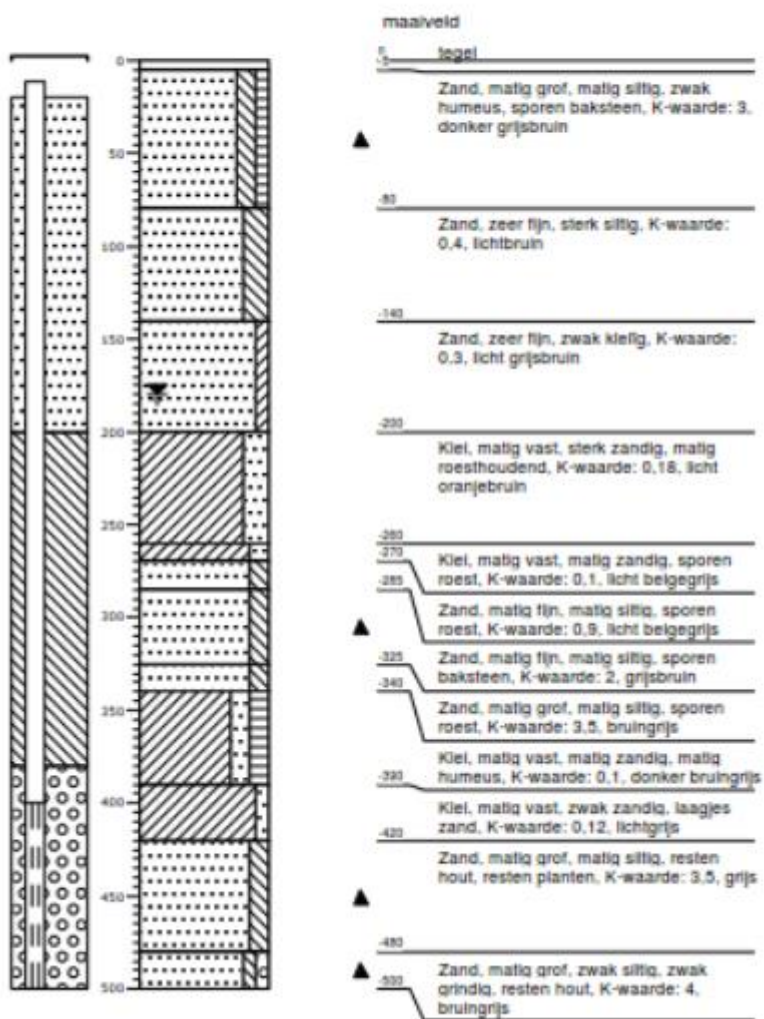 maaiveld
0
tegel
-5
Zand, matig grof, matig siltig, zwak
humeus, sporen baksteen, K-waarde: 3,
donker grijsbruin
50
-80
Zand, zeer fijn, sterk siltig, K-waarde:
0,4, lichtbruin
100
-140
Zand, zeer fijn, zwak kleiïg, K-waarde:
0,3, licht grijsbruin
150
-200
200
Klei, matig vast, sterk zandig, matig
roesthoudend, K-waarde: 0,18, licht
oranjebruin
250
-260
-270
Klei, matig vast, matig zandig, sporen
roest, K-waarde: 0,1, licht beigegrijs
-285
Zand, matig fijn, matig siltig, sporen
roest, K-waarde: 0,9, licht beigegrijs
300
-325
Zand, matig fijn, matig siltig, sporen
baksteen, K-waarde: 2, grijsbruin
-340
Zand, matig grof, matig siltig, sporen
roest, K-waarde: 3,5, bruingrijs
350
Klei, matig vast, matig zandig, matig
humeus, K-waarde: 0,1, donker bruingrijs
-390
400
Klei, matig vast, zwak zandig, laagjes
zand, K-waarde: 0,12, lichtgrijs
-420
Zand, matig grof, matig siltig, resten
hout, resten planten, K-waarde: 3,5, grijs
450
-480
Zand, matig grof, zwak siltig, zwak
grindig, resten hout, K-waarde: 4,
bruingrijs
-500
500